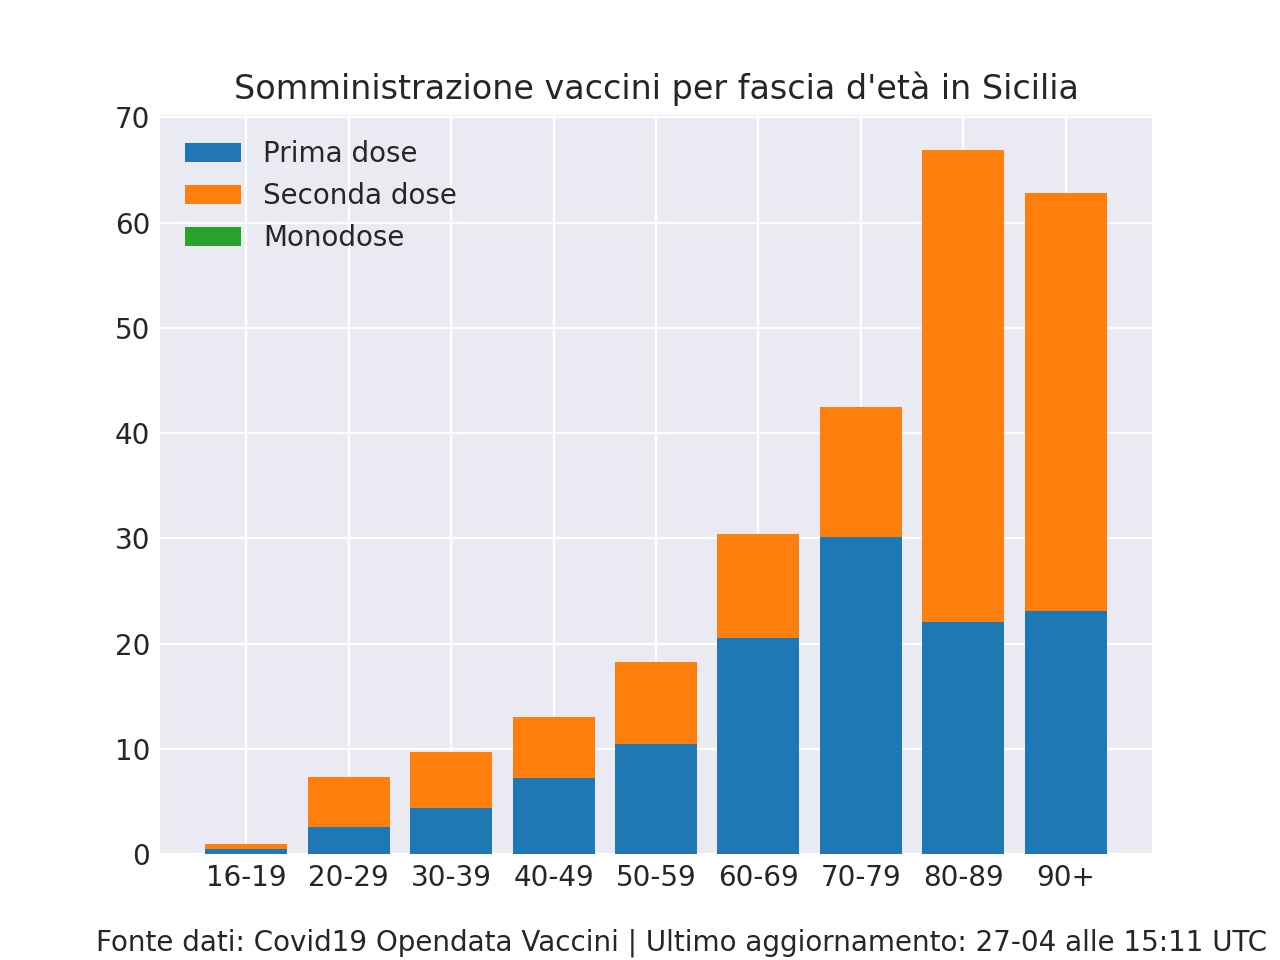 Somministrazione vaccini per fascia d'età in Sicilia
70
60
50
40
30
20
10
0
Prima dose
Seconda dose
Monodose
16-19 20-29 30-39 40-49 50-59 60-69 70-79 80-89 90+
Fonte dati: Covid19 Opendata Vaccini | Ultimo aggiornamento: 27-04 alle 15:11 UTC